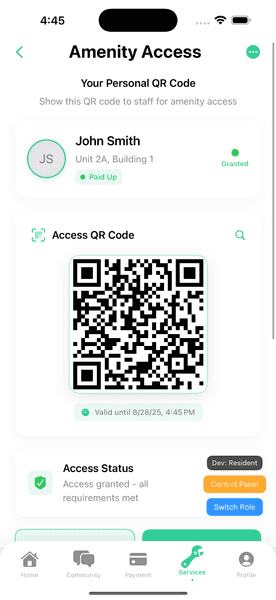 4:45
Amenity Access
Your Personal QR Code
Show this QR code to staff for amenity access
JS
John Smith
Unit 2A, Building 1
Paid Up
Granted
Access QR Code
Valid until 8/28/25, 4:45 PM
Access Status
Access granted - all
requirements met
Dev: Resident
Control Panel
Switch Role
Home
Community
Payment
Services
Profile